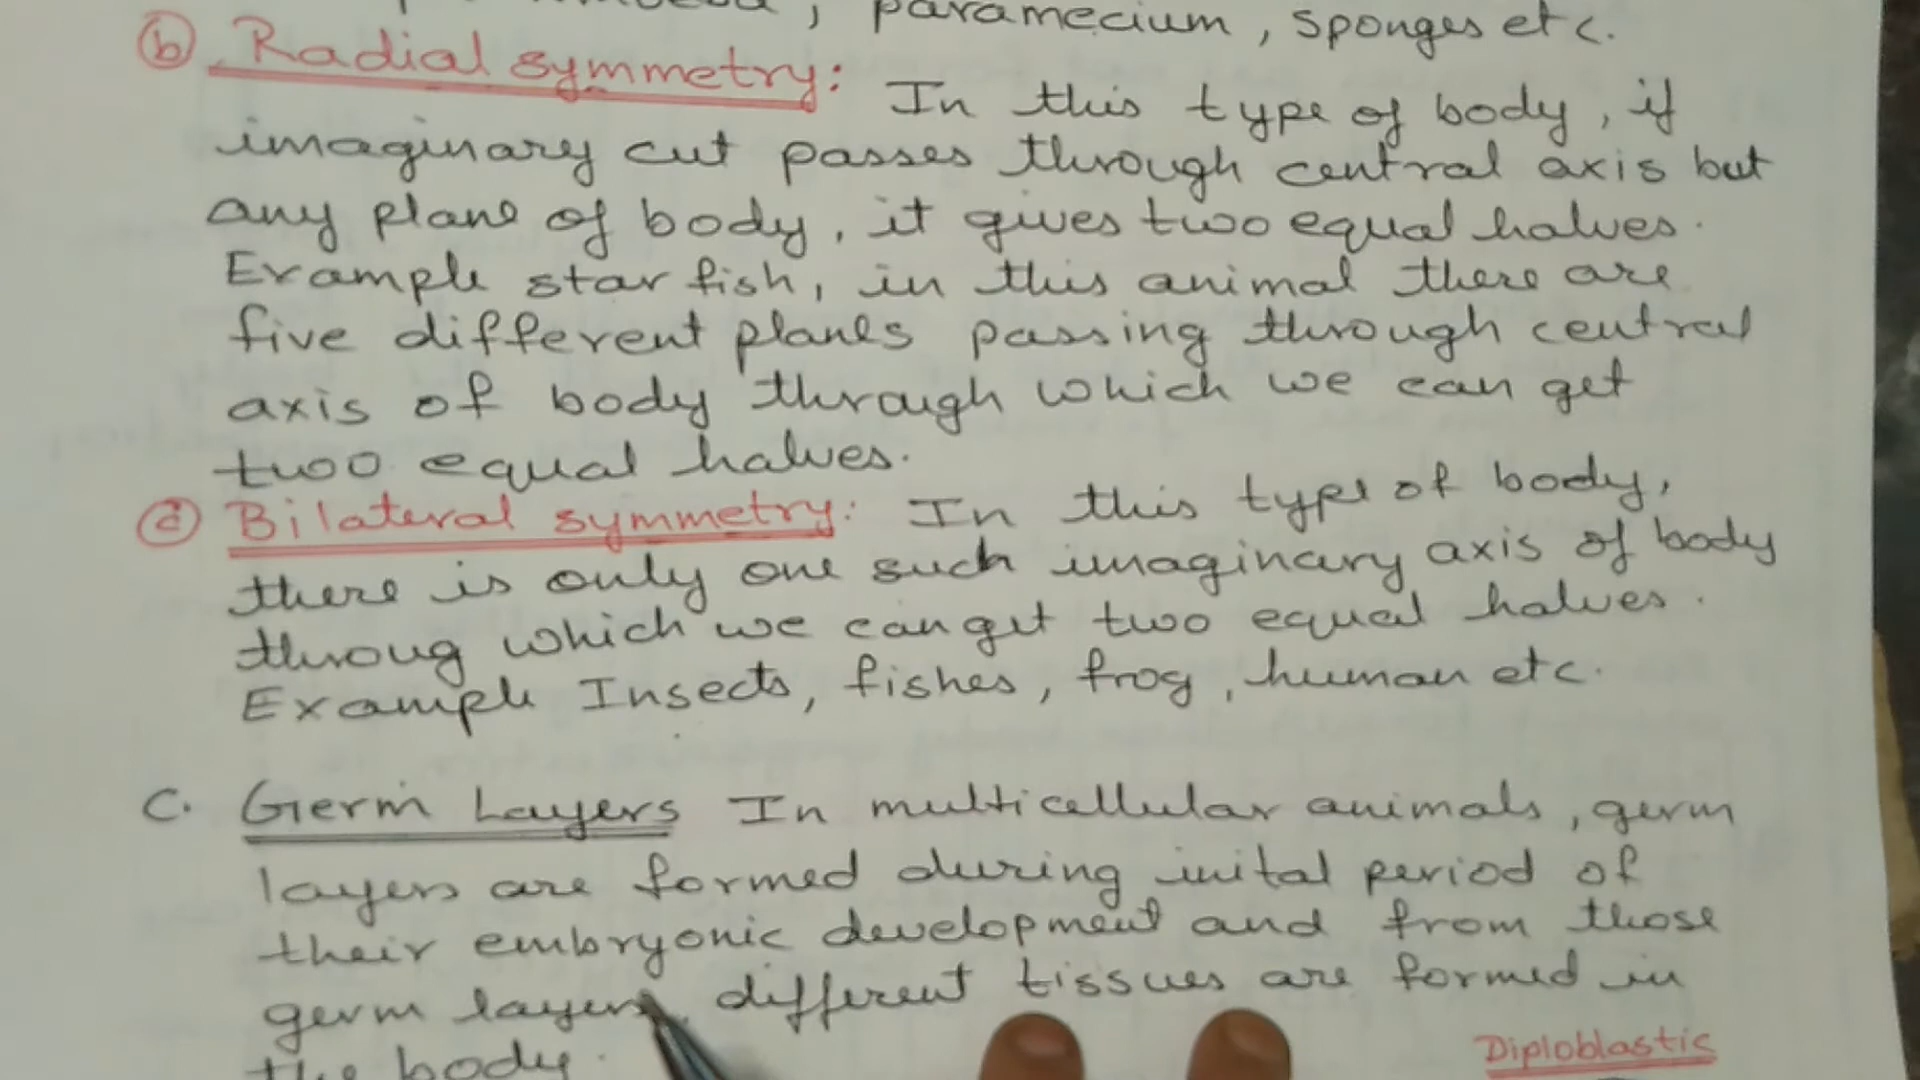 , paramecium, sponges etc.
(b) Radial symmetry: In this type of body, if
imaginary cut passes through central axis but
any plane of body, it gives two equal halves.
Example star fish, in this animal there are
five different planes passing through central
axis of body through which we can get
two equal halves.
(c) Bilateral symmetry: In this type of body,
there is only one such imaginary axis of body
throug which we can get two equal halves.
Example Insects, fishes, frog, human etc.
C. Germ Layers In multicellular animals, germ
layers are formed during inital period of
their embryonic development and from those
germ layers, different tissues are formed in
the body.
Diploblastic